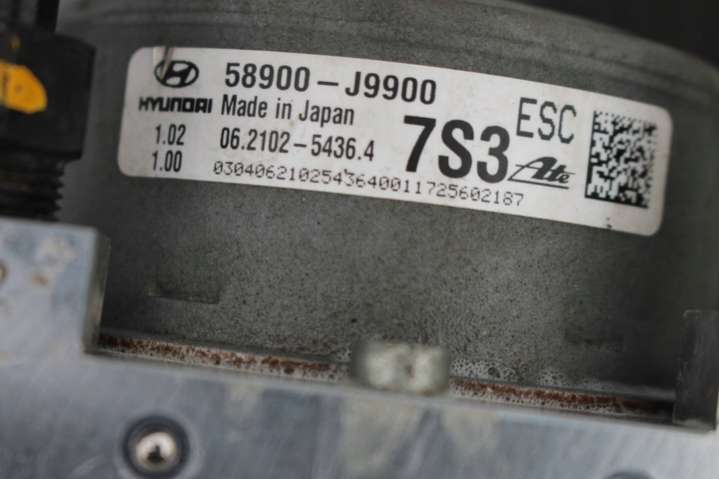 HYUNDAI 58900-J9900
Made in Japan
1.02 06.2102-5436.4
1.00 7S3 ESC
Ate
0304062102543640011725602187